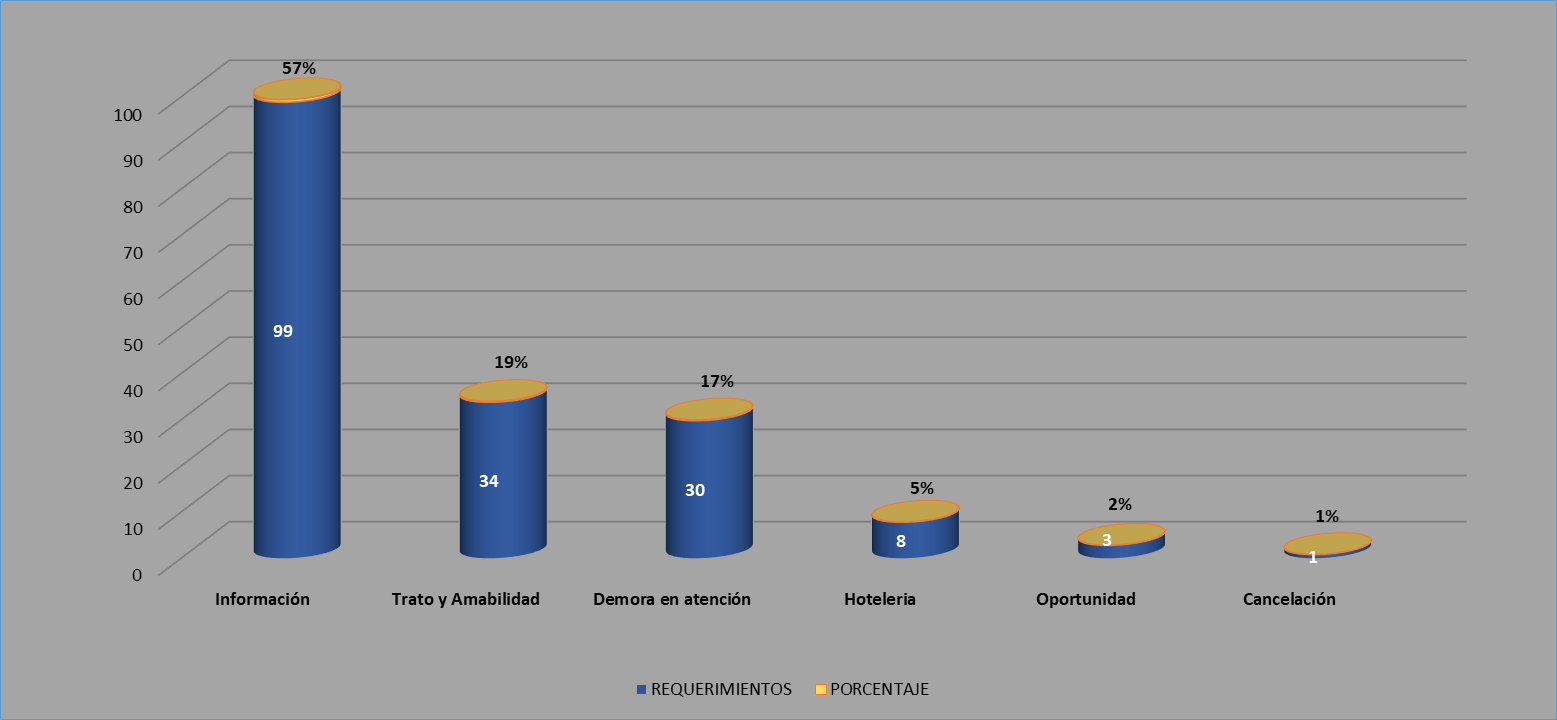 57%
100
90
80
70
60
50
40
30
20
10
0
99
19%
34
17%
30
5%
8
2%
3
1%
1
Información
Trato y Amabilidad
Demora en atención
Hoteleria
Oportunidad
Cancelación
REQUERIMIENTOS
PORCENTAJE